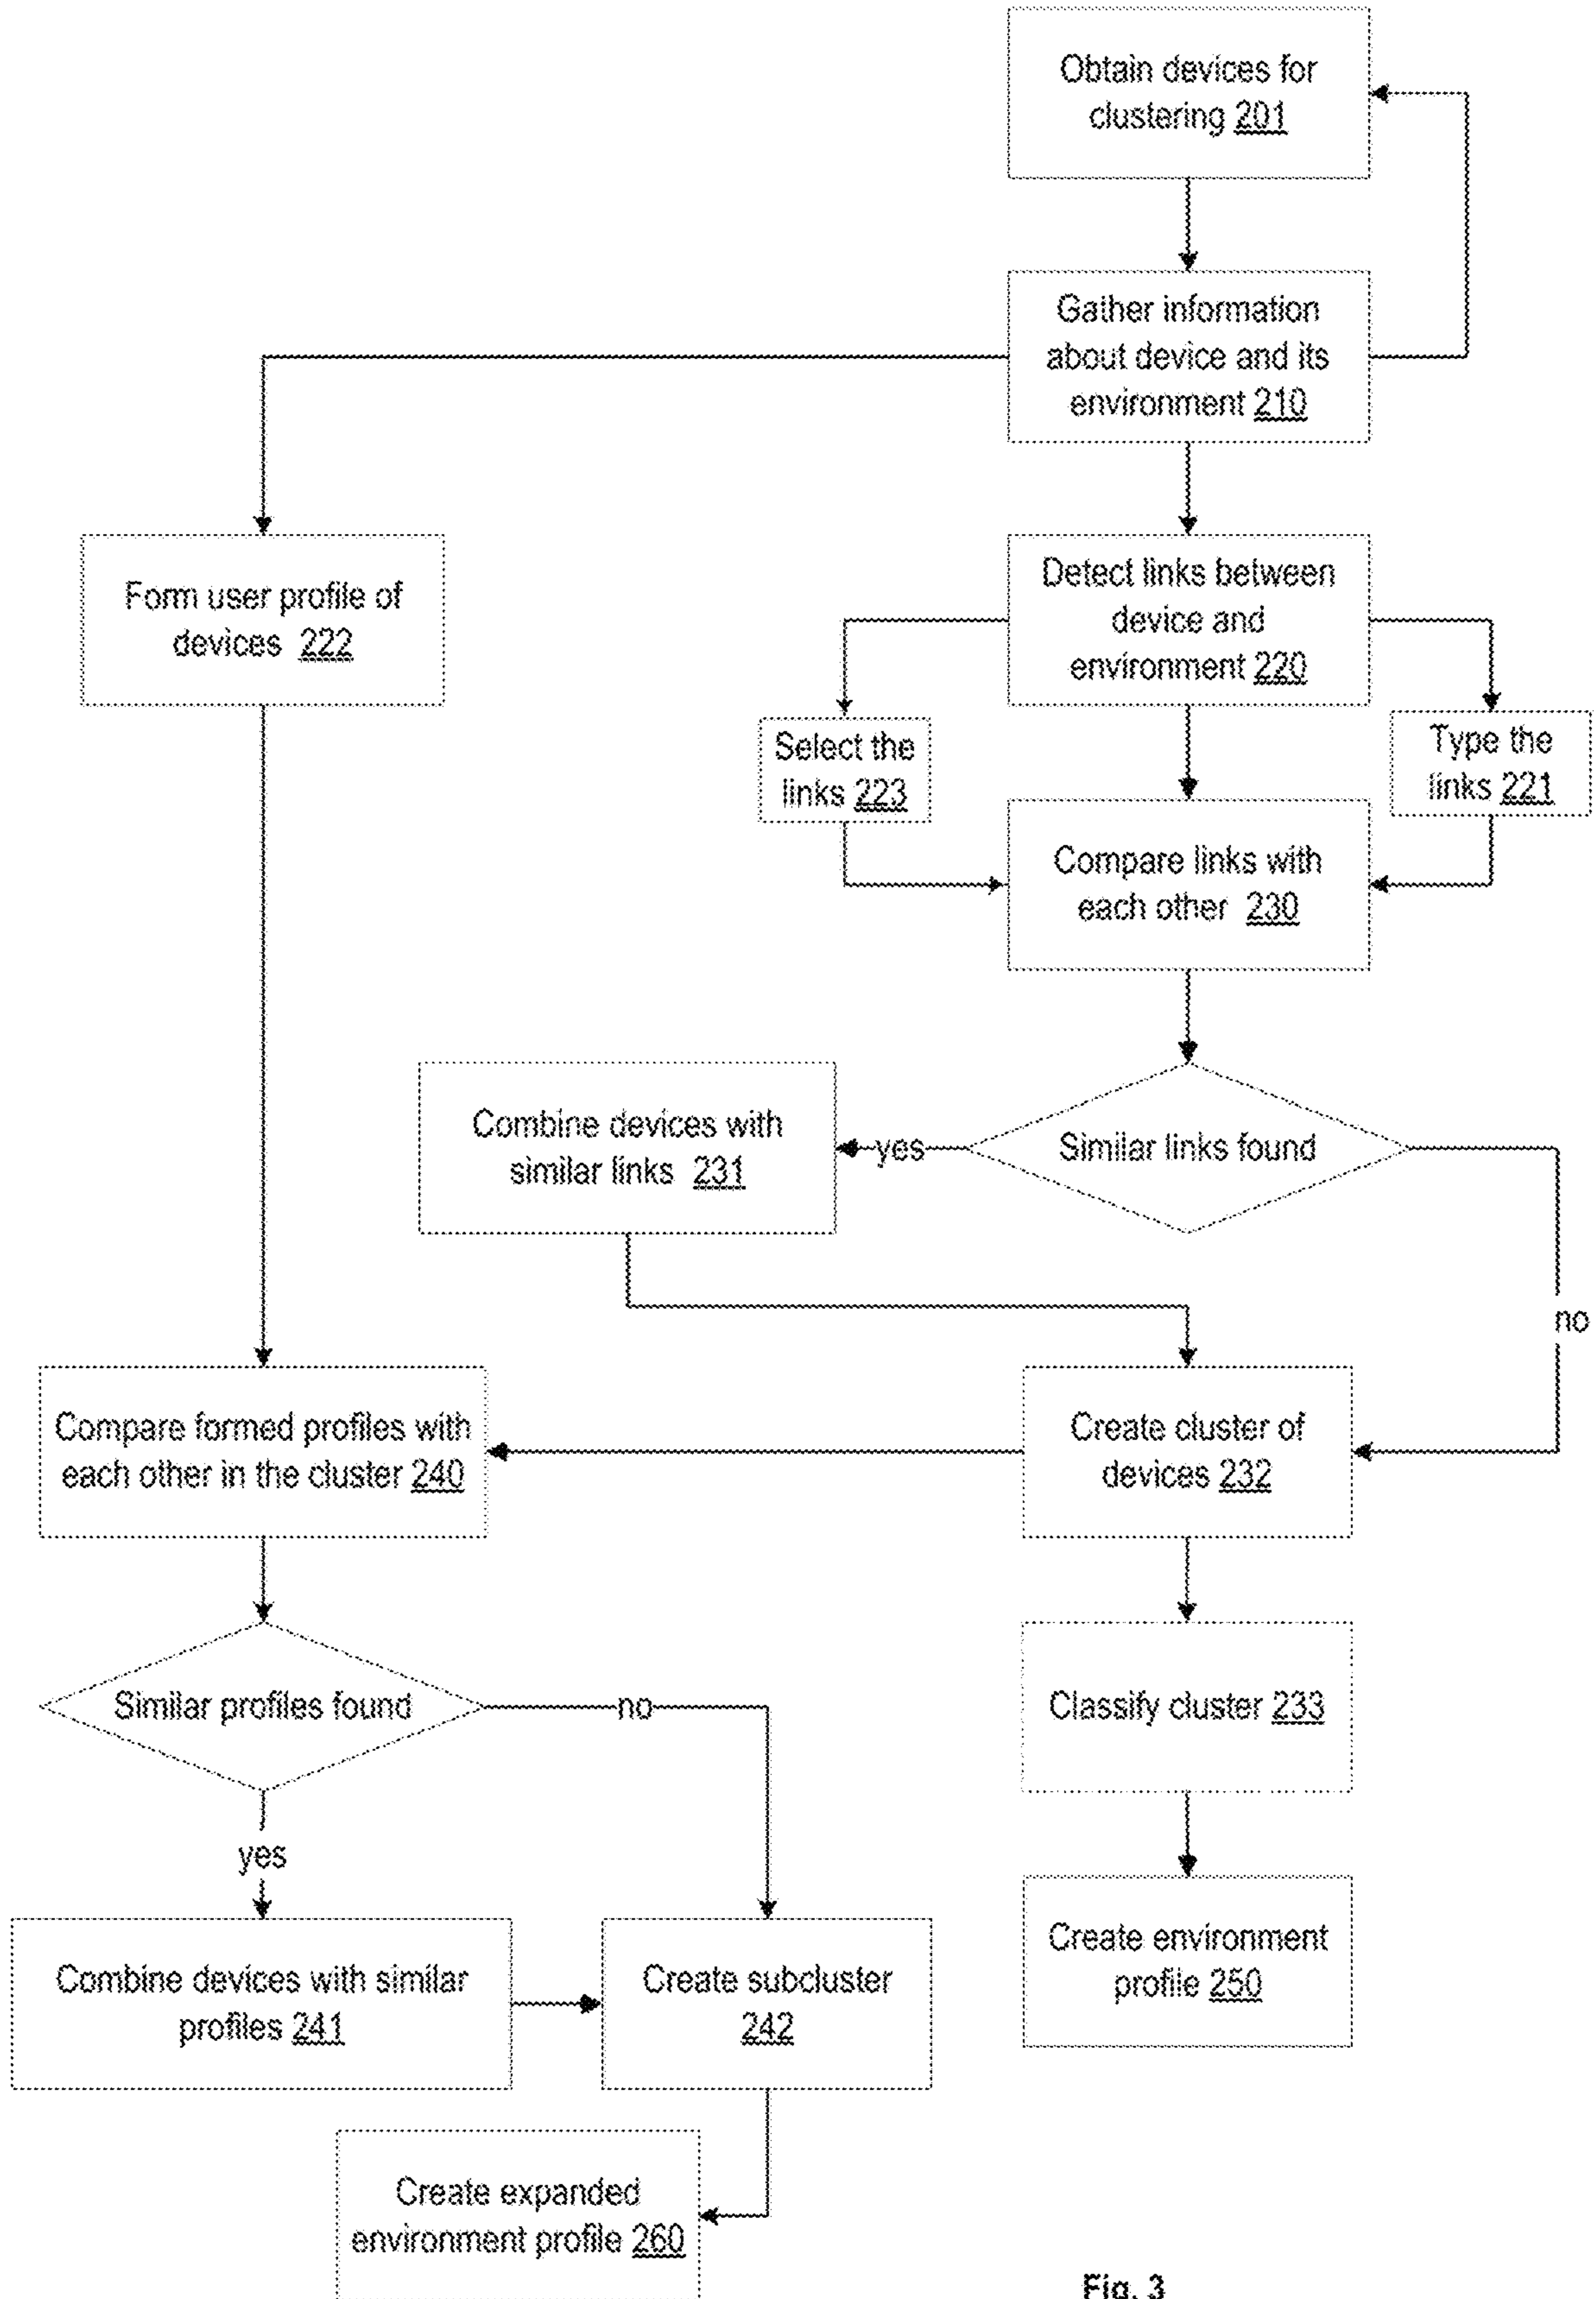 Obtain devices for
clustering 201
Gather information
about device and its
environment 210
Form user profile of
devices 222
Detect links between
device and
environment 220
Select the
links 223
Type the
links 221
Compare links with
each other 230
Combine devices with
similar links 231
yes
Similar links found
no
Compare formed profiles with
each other in the cluster 240
Create cluster of
devices 232
Similar profiles found
no
Classify cluster 233
yes
Combine devices with similar
profiles 241
Create subcluster
242
Create environment
profile 250
Create expanded
environment profile 260
Fig. 3